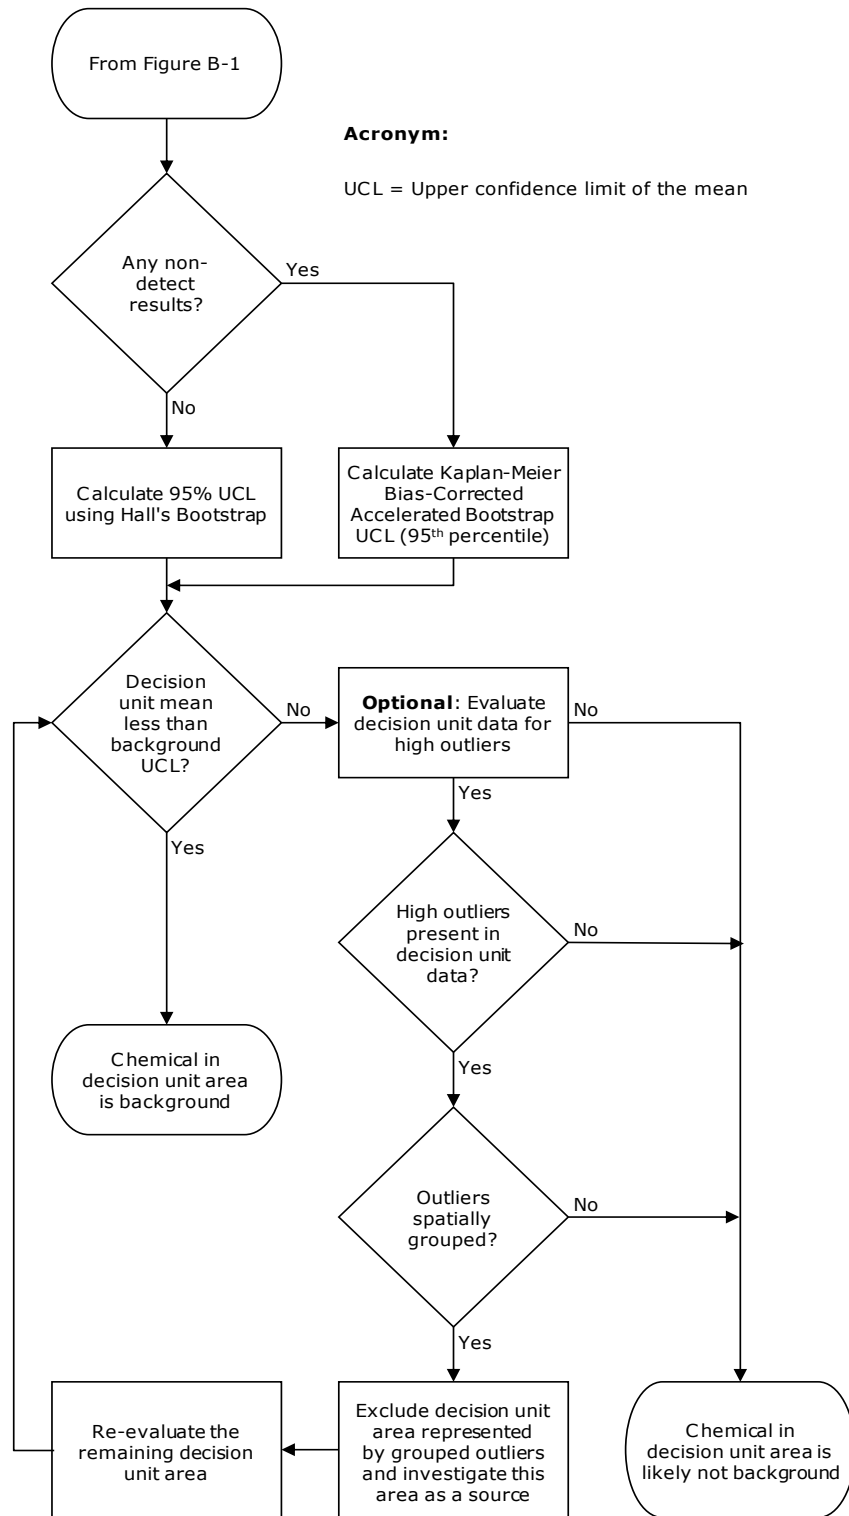 From Figure B-1
Acronym:
UCL = Upper confidence limit of the mean
Any non-
detect
results?
Yes
No
Calculate 95% UCL
using Hall's Bootstrap
Calculate Kaplan-Meier
Bias-Corrected
Accelerated Bootstrap
UCL (95th percentile)
Decision
unit mean
less than
background
UCL?
No
Optional: Evaluate
decision unit data for
high outliers
No
Yes
Yes
High outliers
present in
decision unit
data?
No
Yes
Chemical in
decision unit area
is background
Outliers
spatially
grouped?
No
Yes
Re-evaluate the
remaining decision
unit area
Exclude decision unit
area represented
by grouped outliers
and investigate this
area as a source
Chemical in
decision unit area is
likely not background